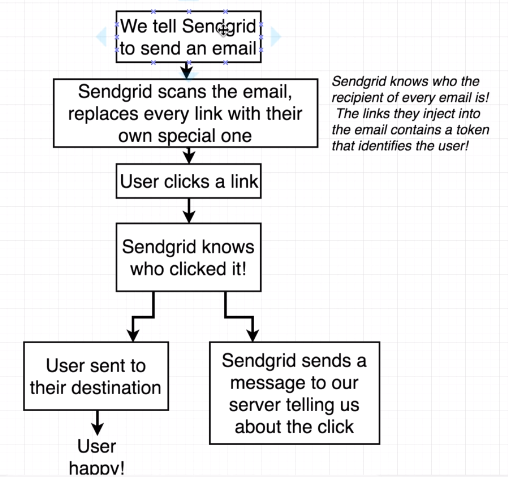 We tell Sendgrid
to send an email
Sendgrid scans the email,
replaces every link with their
own special one
Sendgrid knows who the
recipient of every email is!
The links they inject into
the email contains a token
that identifies the user!
User clicks a link
Sendgrid knows
who clicked it!
User sent to
their destination
Sendgrid sends a
message to our
server telling us
about the click
User
happy!